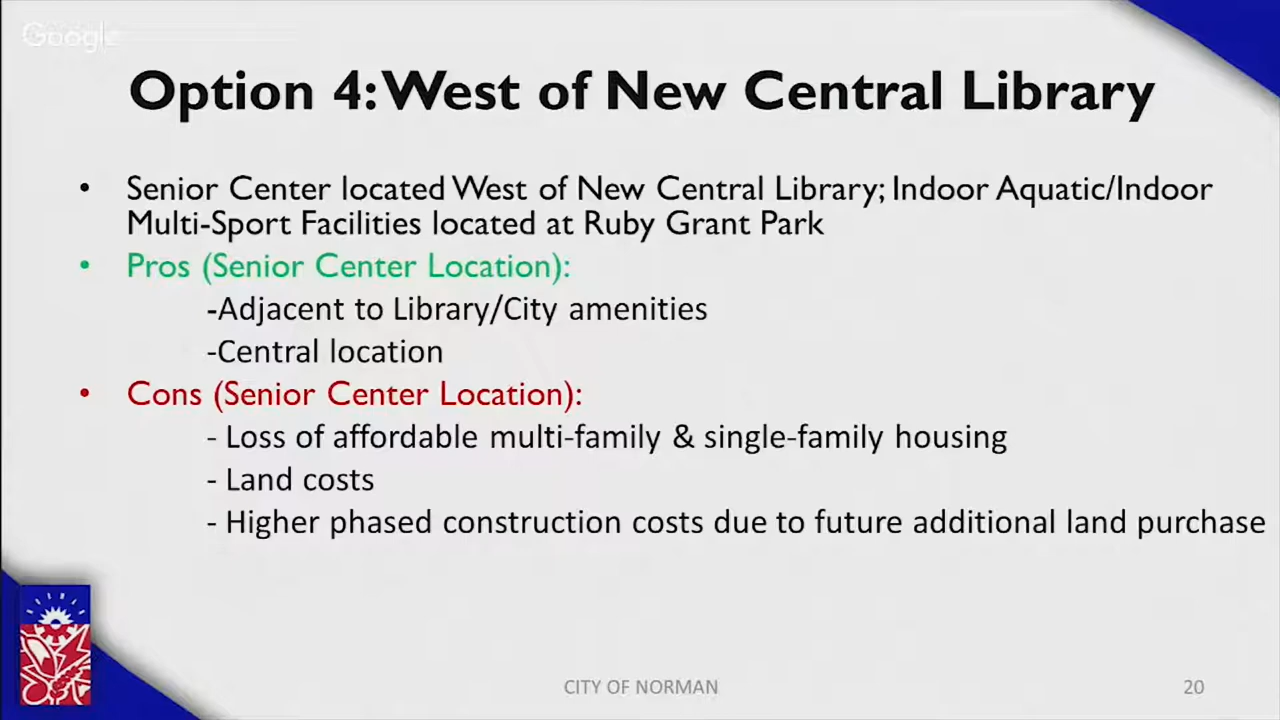 Google
Option 4: West of New Central Library
• Senior Center located West of New Central Library; Indoor Aquatic/Indoor
Multi-Sport Facilities located at Ruby Grant Park
• Pros (Senior Center Location):
-Adjacent to Library/City amenities
-Central location
• Cons (Senior Center Location):
- Loss of affordable multi-family & single-family housing
- Land costs
- Higher phased construction costs due to future additional land purchase
CITY OF NORMAN
20